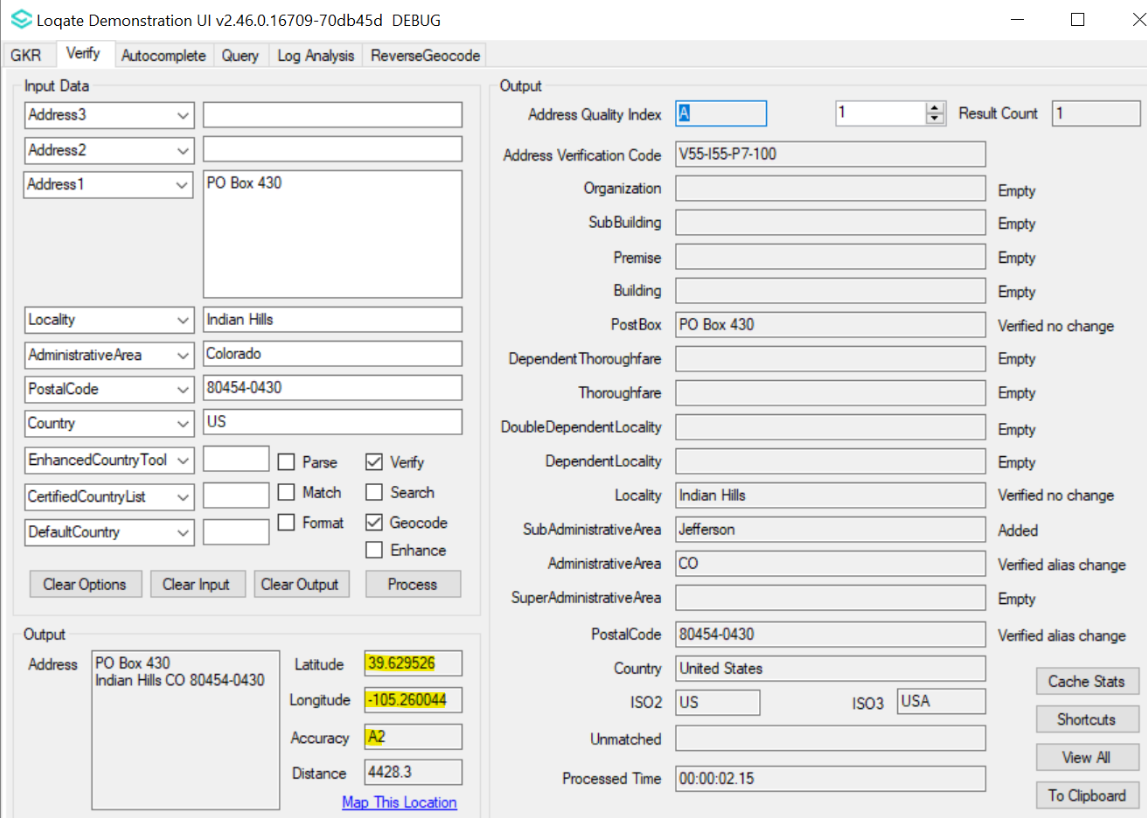 Loqate Demonstration UI v2.46.0.16709-70db45d DEBUG
GKR Verify Autocomplete Query Log Analysis ReverseGeocode
Input Data
Address3
Address2
Address1 PO Box 430
Locality Indian Hills
AdministrativeArea Colorado
PostalCode 80454-0430
Country US
EnhancedCountryTool Parse Verify
CertifiedCountryList Match Search
DefaultCountry Format Geocode
Enhance
Clear Options Clear Input Clear Output Process
Output
Address PO Box 430
Indian Hills CO 80454-0430
Latitude 39.629526
Longitude -105.260044
Accuracy A2
Distance 4428.3
Map This Location
Output
Address Quality Index A 1 Result Count 1
Address Verification Code V55-I55-P7-100
Organization Empty
SubBuilding Empty
Premise Empty
Building Empty
PostBox PO Box 430 Verified no change
DependentThoroughfare Empty
Thoroughfare Empty
DoubleDependentLocality Empty
DependentLocality Empty
Locality Indian Hills Verified no change
SubAdministrativeArea Jefferson Added
AdministrativeArea CO Verified alias change
SuperAdministrativeArea Empty
PostalCode 80454-0430 Verified alias change
Country United States
ISO2 US ISO3 USA
Unmatched
Processed Time 00:00:02.15
Cache Stats
Shortcuts
View All
To Clipboard